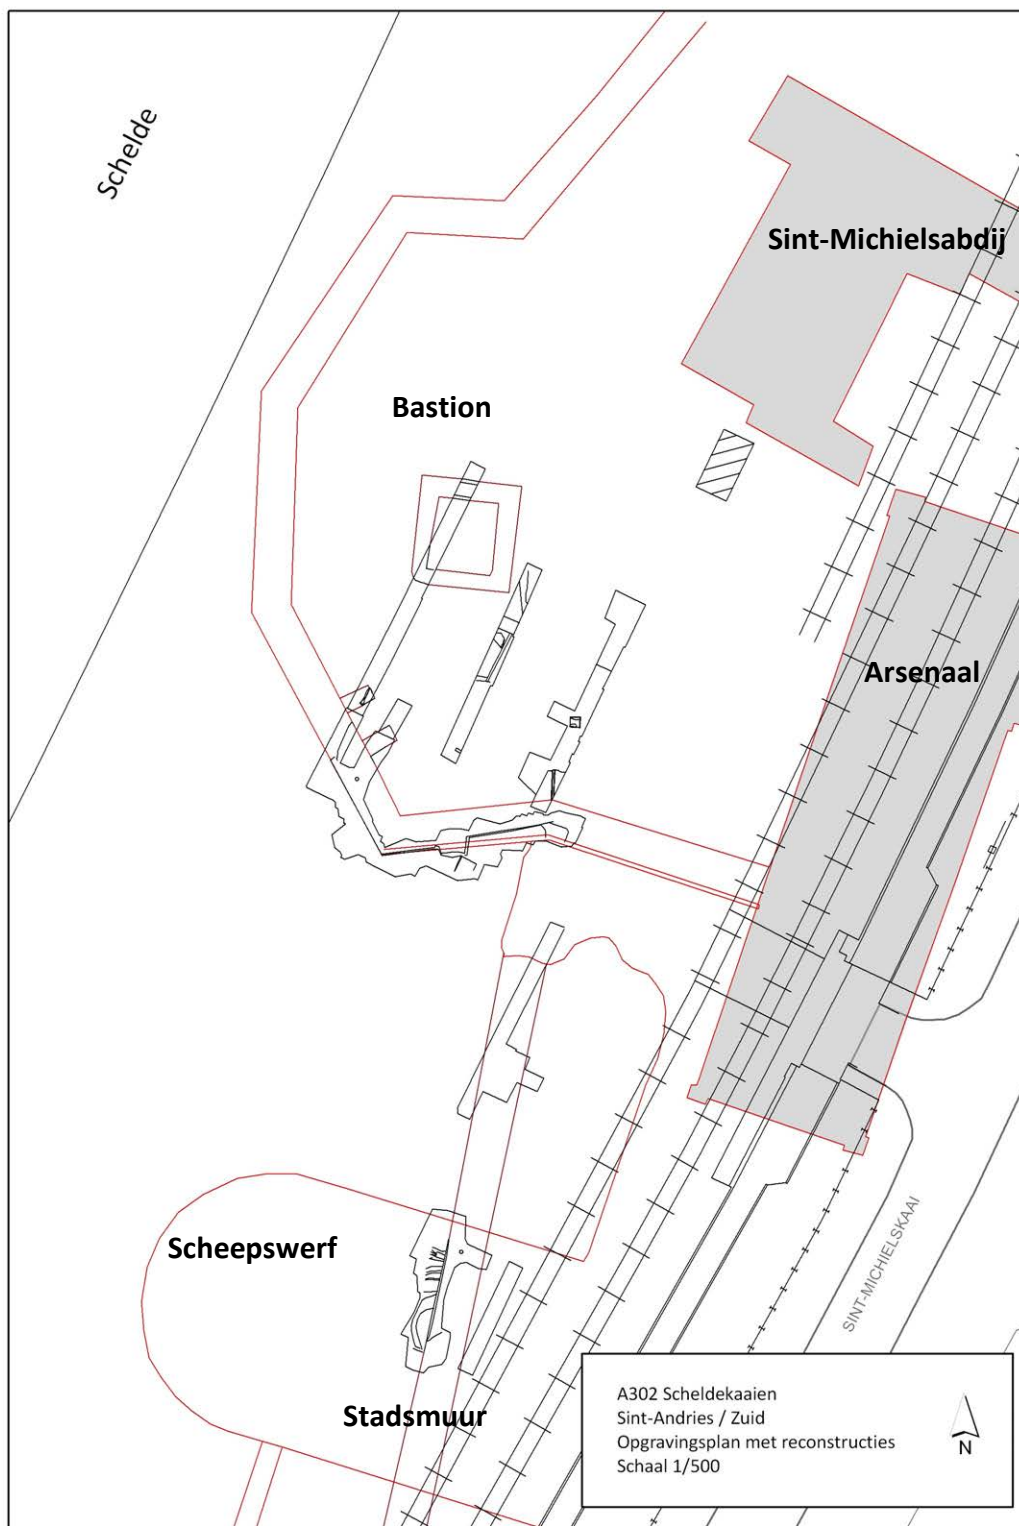 Schelde
Sint-Michielsabdij
Bastion
Arsenaal
Scheepswerf
SINT-MICHIELSKAAI
Stadsmuur
A302 Scheldekaaien
Sint-Andries / Zuid
Opgravingsplan met reconstructies
Schaal 1/500
N